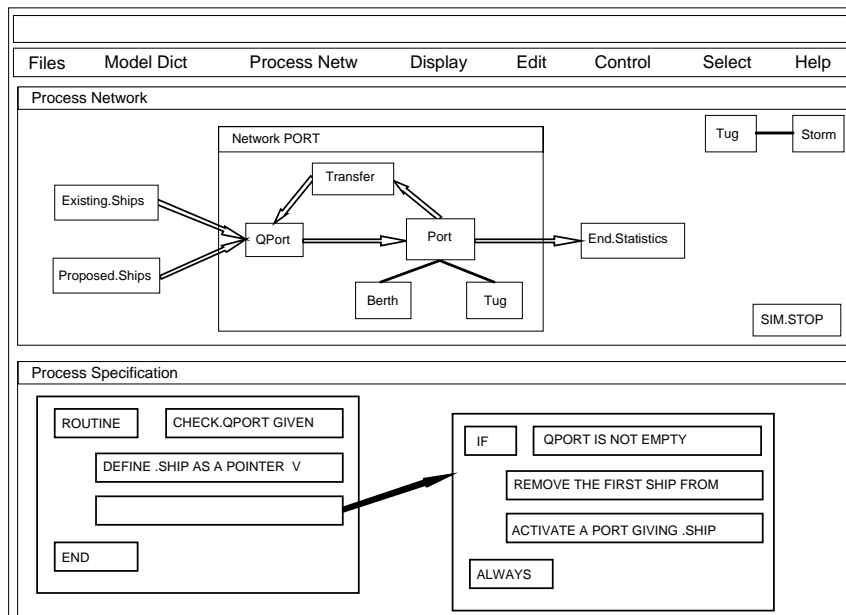 Files Model Dict Process Netw Display Edit Control Select Help
Process Network
Tug Storm
Network PORT
Transfer
Existing.Ships
QPort Port End.Statistics
Proposed.Ships
Berth Tug
SIM.STOP
Process Specification
ROUTINE CHECK.QPORT GIVEN
DEFINE .SHIP AS A POINTER V
END
IF QPORT IS NOT EMPTY
REMOVE THE FIRST SHIP FROM
ACTIVATE A PORT GIVING .SHIP
ALWAYS